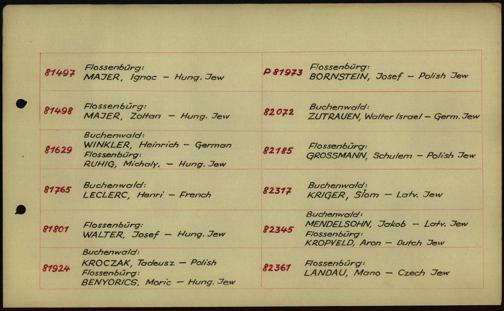 81497 Flossenbürg:
MAJER, Ignoc – Hung. Jew
81498 Flossenbürg:
MAJER, Zoltan – Hung. Jew
Buchenwald:
81629 WINKLER, Heinrich – German
Flossenbürg:
RUHIG, Michaly, – Hung. Jew
81765 Buchenwald:
LECLERC, Henri – French
81801 Flossenbürg:
WALTER, Josef – Hung. Jew
Buchenwald:
81924 KROCZAK, Tadeusz – Polish
Flossenbürg:
BENYORICS, Moric – Hung. Jew
P 81973 Flossenbürg:
BORNSTEIN, Josef – Polish Jew
82072 Buchenwald:
ZUTRAUEN, Walter Israel – Germ. Jew
82185 Flossenbürg:
GROSSMANN, Schulem – Polish Jew
82317 Buchenwald:
KRIGER, Slom – Latv. Jew
Buchenwald:
82345 MENDELSOHN, Jakob – Latv. Jew
Flossenbürg:
KROPVELD, Aron – Dutch Jew
82361 Flossenbürg:
LANDAU, Mano – Czech Jew